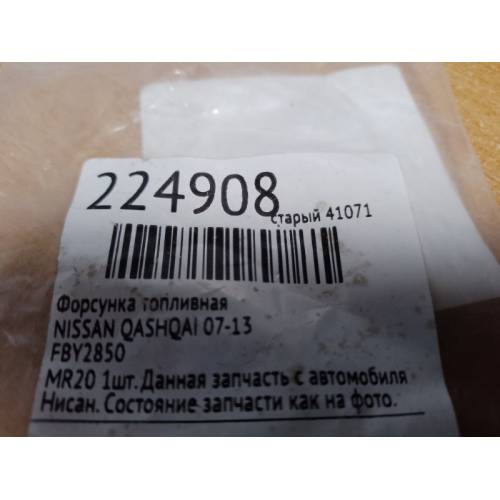 224908
старый 41071
Форсунка топливная
NISSAN QASHQAI 07-13
FBY2850
MR20 1шт. Данная запчасть с автомобиля
Нисан. Состояние запчасти как на фото.